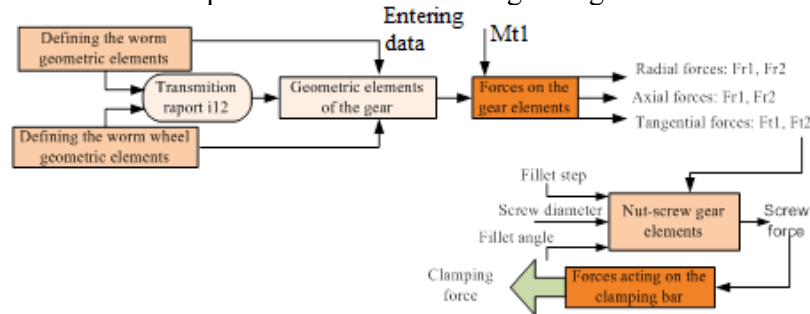 Entering
data
Mt1
Defining the worm
geometric elements
Transmition
raport i12
Geometric elements
of the gear
Forces on the
gear elements
Radial forces: Fr1, Fr2
Axial forces: Fr1, Fr2
Tangential forces: Ft1, Ft2
Defining the worm wheel
geometric elements
Fillet step
Screw diameter
Fillet angle
Nut-screw gear
elements
Screw
force
Clamping
force
Forces acting on the
clamping bar